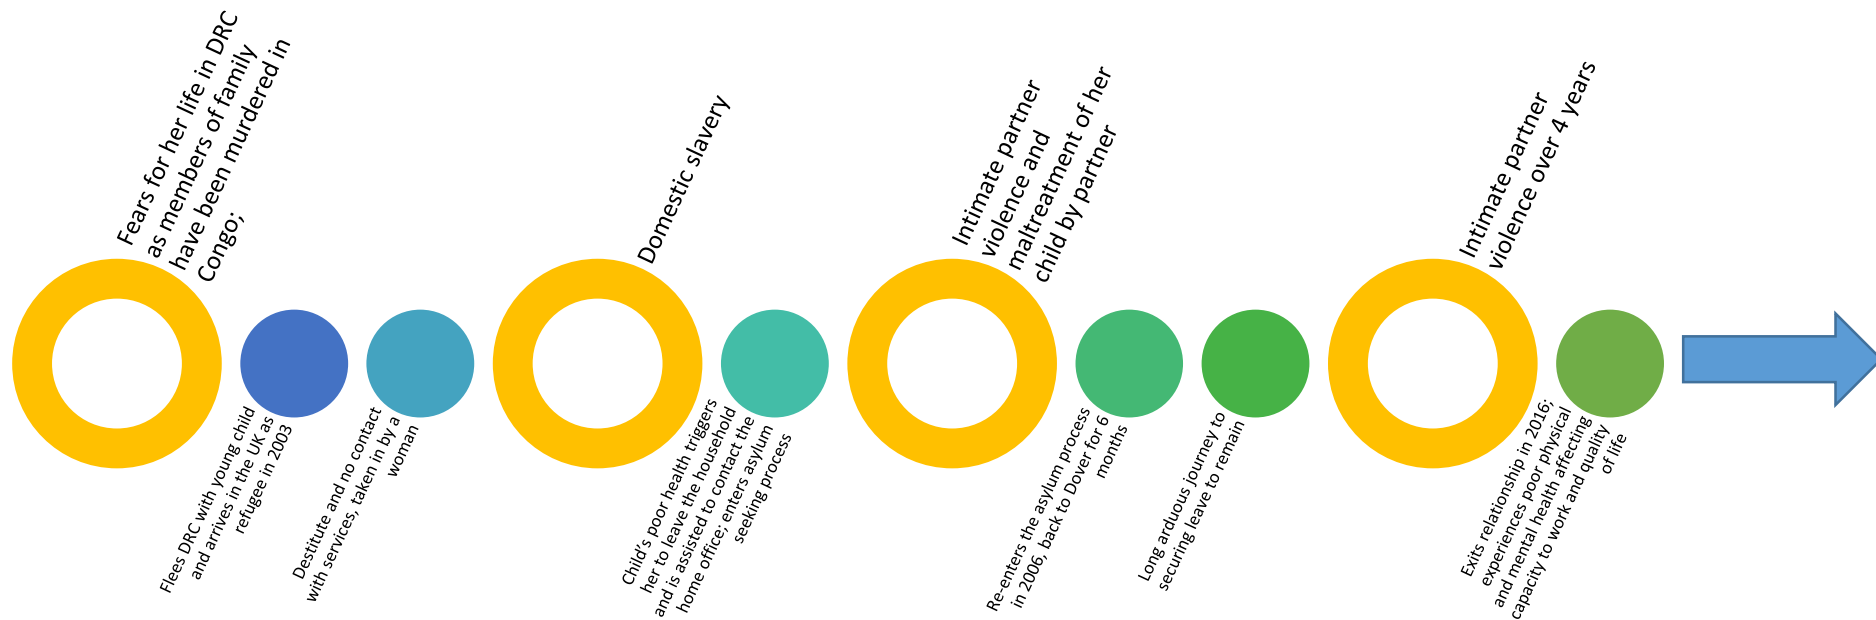 Fears for her life in DRC
as members of family
have been murdered in
Congo;
Flees DRC with young child
and arrives in the UK as
refugee in 2003
Destitute and no contact
with services, taken in by a
woman
Domestic slavery
Child's poor health triggers
her to leave the household
and is assisted to contact the
home office; enters asylum
seeking process
Intimate partner
violence and
maltreatment of her
child by partner
Re-enters the asylum process
in 2006, back to Dover for 6
months
Long arduous journey to
securing leave to remain
Intimate partner
violence over 4 years
Exits relationship in 2016;
experiences poor physical
and mental health affecting
capacity to work and quality
of life